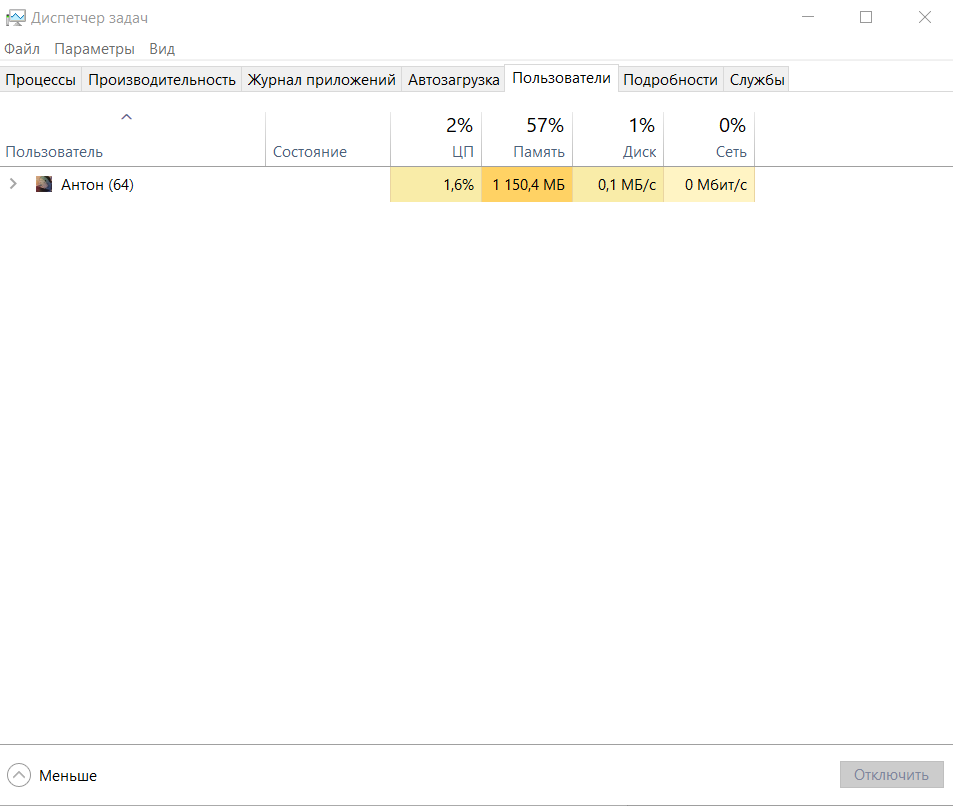 Диспетчер задач
Файл Параметры Вид
Процессы Производительность Журнал приложений Автозагрузка Пользователи Подробности Службы
2% 57% 1% 0%
Пользователь Состояние ЦП Память Диск Сеть
Антон (64) 1,6% 1 150,4 МБ 0,1 МБ/с 0 Мбит/с
Меньше Отключить